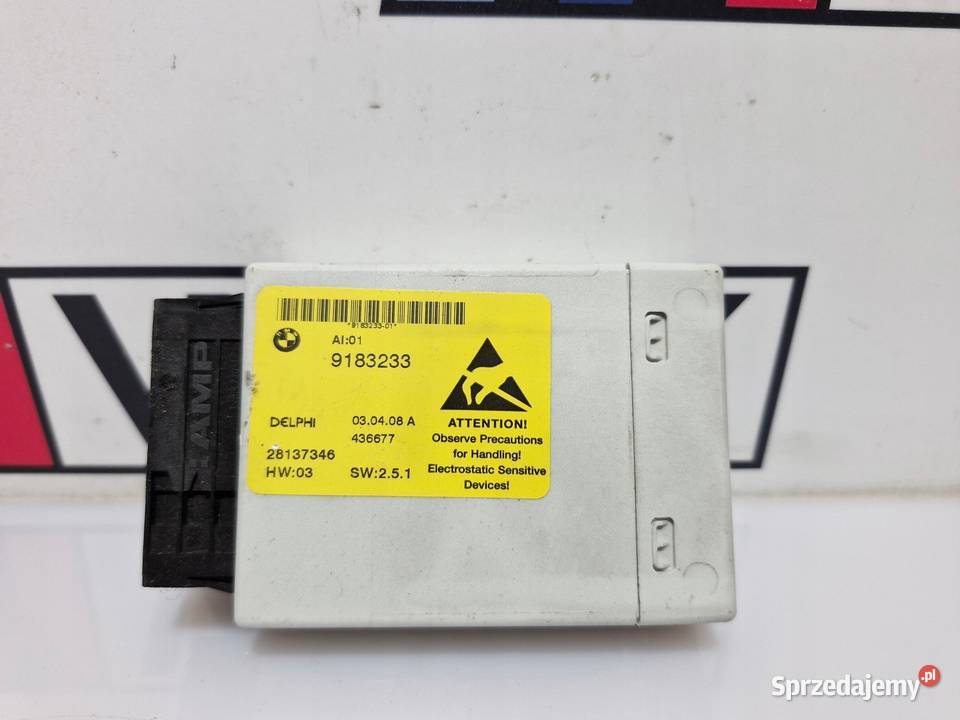 *9183233-01*
AI:01
9183233
DELPHI
03.04.08 A
436677
28137346
HW:03 SW:2.5.1
ATTENTION!
Observe Precautions
for Handling!
Electrostatic Sensitive
Devices!
AMP
Sprzedajemy.pl